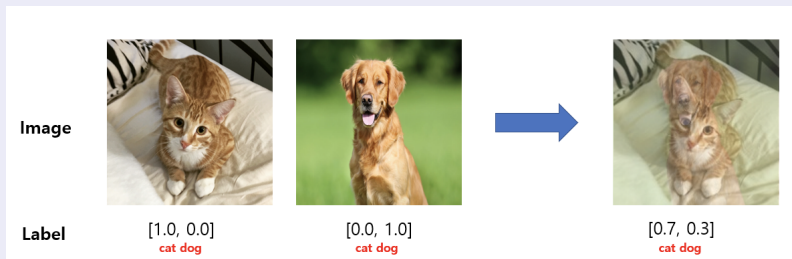 Image
Label
[1.0, 0.0]
cat dog
[0.0, 1.0]
cat dog
[0.7, 0.3]
cat dog